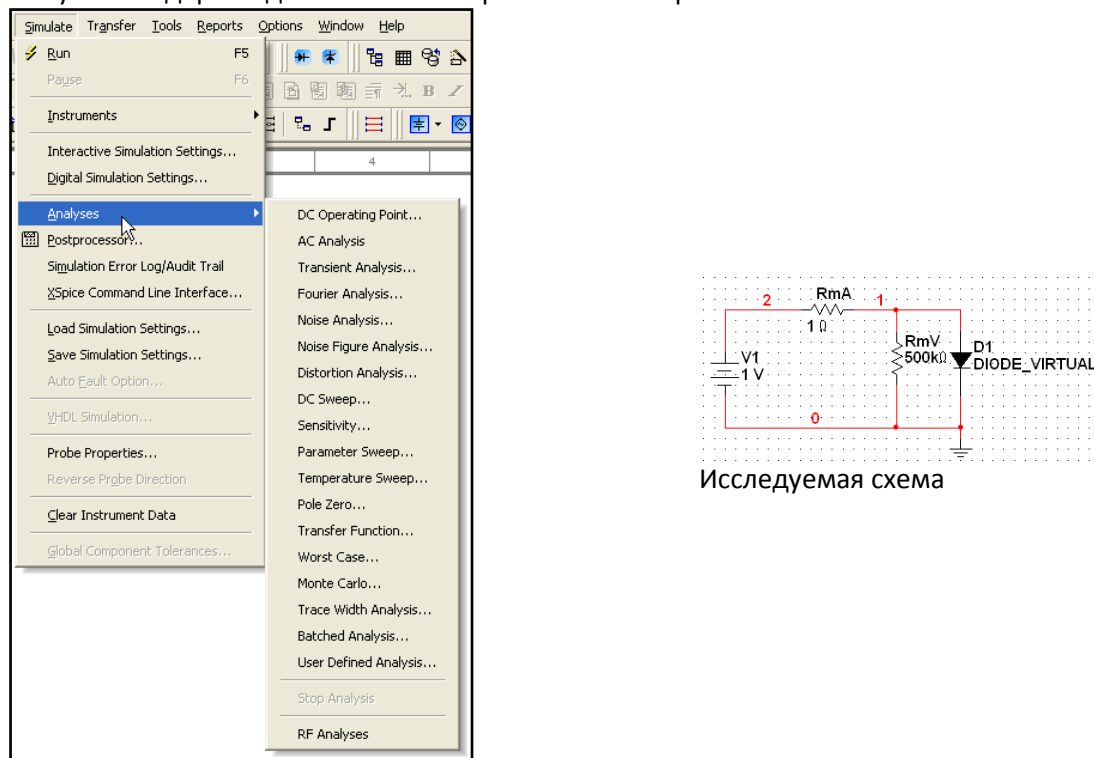 Simulate Transfer Tools Reports Options Window Help
Run F5
Pause F6
Instruments
Interactive Simulation Settings...
Digital Simulation Settings...
Analyses
Postprocessor...
Simulation Error Log/Audit Trail
XSpice Command Line Interface...
Load Simulation Settings...
Save Simulation Settings...
Auto Fault Option...
VHDL Simulation...
Probe Properties...
Reverse Probe Direction
Clear Instrument Data
Global Component Tolerances...
B I
4
DC Operating Point...
AC Analysis
Transient Analysis...
Fourier Analysis...
Noise Analysis...
Noise Figure Analysis...
Distortion Analysis...
DC Sweep...
Sensitivity...
Parameter Sweep...
Temperature Sweep...
Pole Zero...
Transfer Function...
Worst Case...
Monte Carlo...
Trace Width Analysis...
Batched Analysis...
User Defined Analysis...
Stop Analysis
RF Analyses
2 RmA 1
1 Ω
V1
1 V
RmV
500kΩ
D1
DIODE_VIRTUAL
0
Исследуемая схема